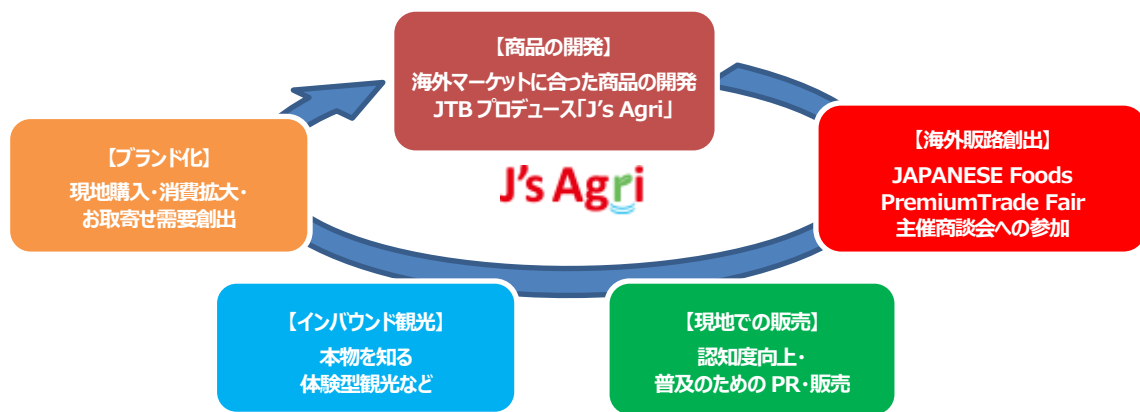 【商品の開発】
海外マーケットに合った商品の開発
JTB プロデュース「J's Agri」
【海外販路創出】
JAPANESE Foods
PremiumTrade Fair
主催商談会への参加
【現地での販売】
認知度向上・
普及のための PR・販売
【インバウンド観光】
本物を知る
体験型観光など
【ブランド化】
現地購入・消費拡大・
お取寄せ需要創出
J's Agri